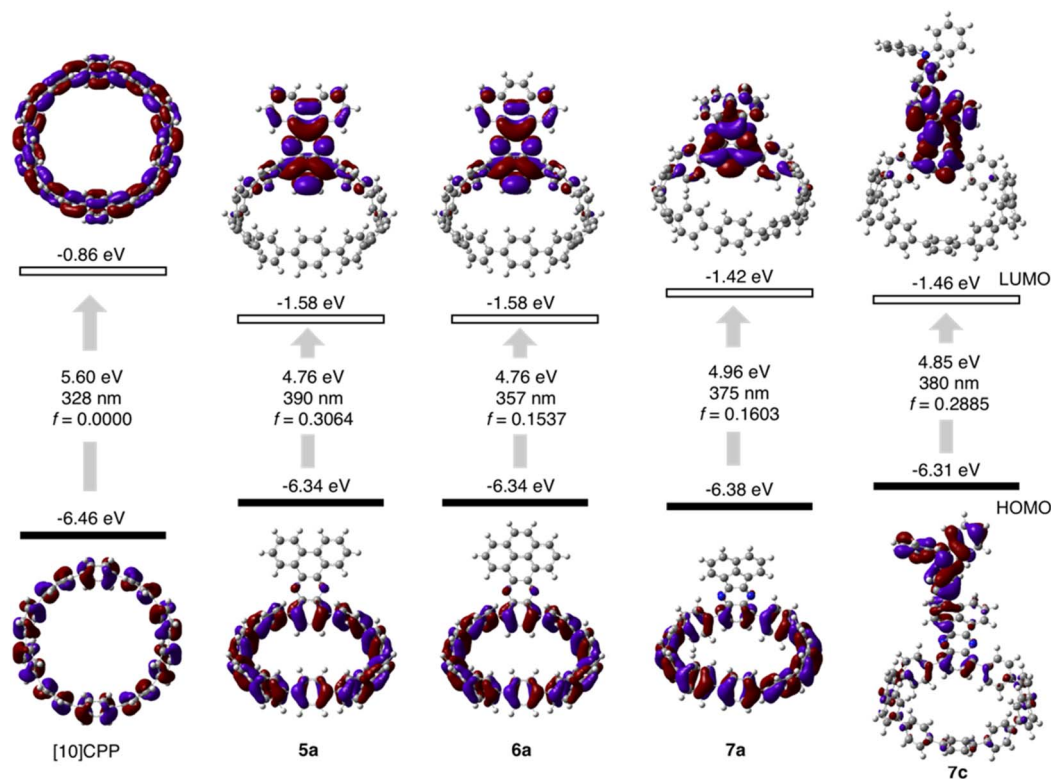 -0.86 eV
5.60 eV
328 nm
f = 0.0000
-6.46 eV
[10]CPP
-1.58 eV
4.76 eV
390 nm
f = 0.3064
-6.34 eV
5a
-1.58 eV
4.76 eV
357 nm
f = 0.1537
-6.34 eV
6a
-1.42 eV
4.96 eV
375 nm
f = 0.1603
-6.38 eV
7a
-1.46 eV
LUMO
4.85 eV
380 nm
f = 0.2885
-6.31 eV
HOMO
7c